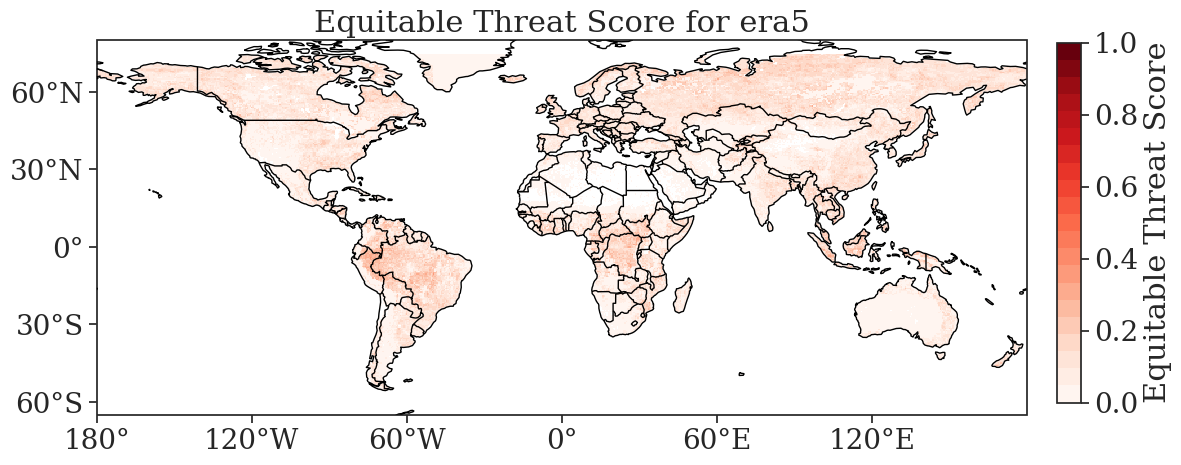 Equitable Threat Score for era5
60°N
30°N
0°
30°S
60°S
180°
120°W
60°W
0°
60°E
120°E
1.0
0.8
0.6
0.4
0.2
0.0
Equitable Threat Score